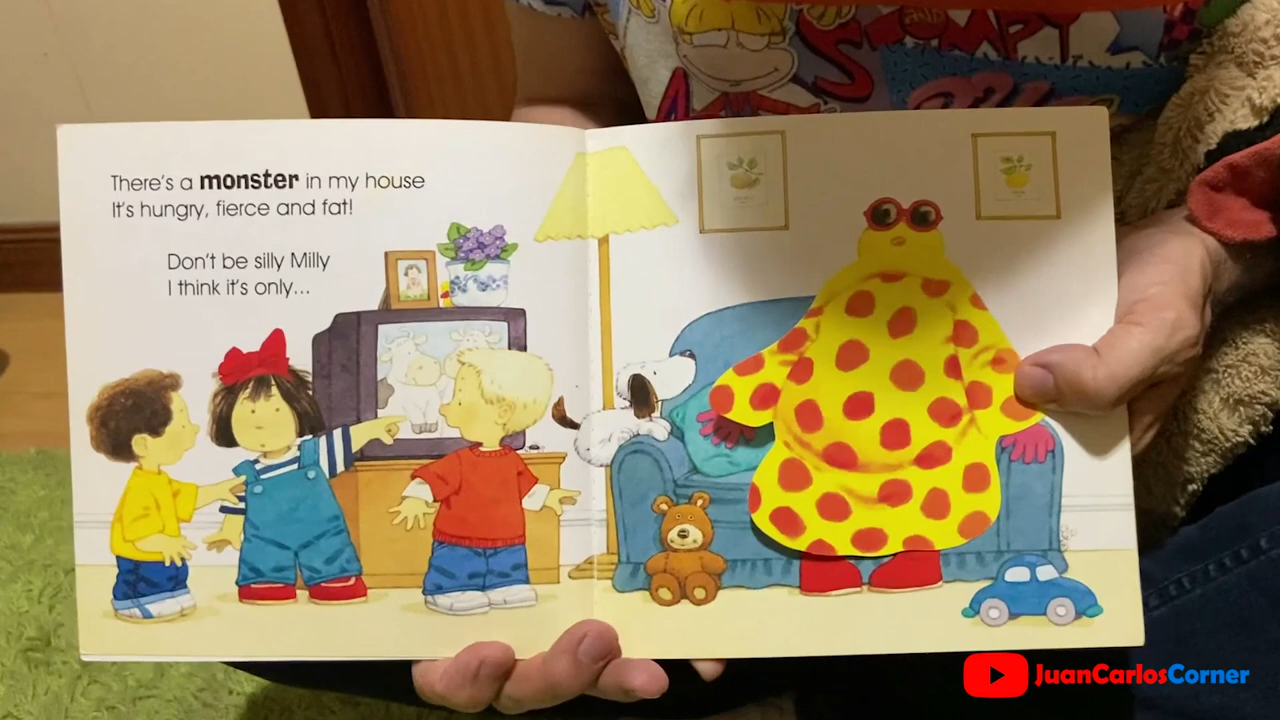 There's a monster in my house
It's hungry, fierce and fat!
Don't be silly Milly
I think it's only...
JuanCarlosCorner